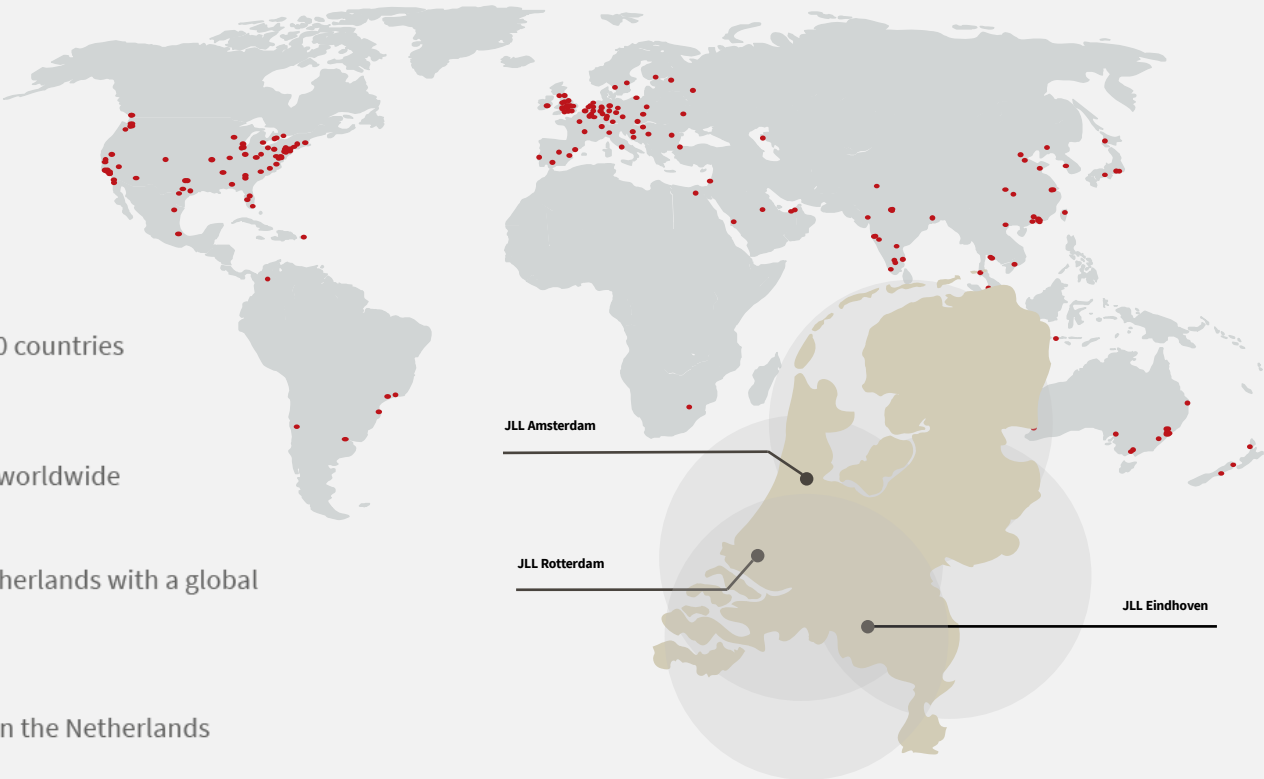 0 countries
JLL Amsterdam
worldwide
JLL Rotterdam
herlands with a global
JLL Eindhoven
n the Netherlands